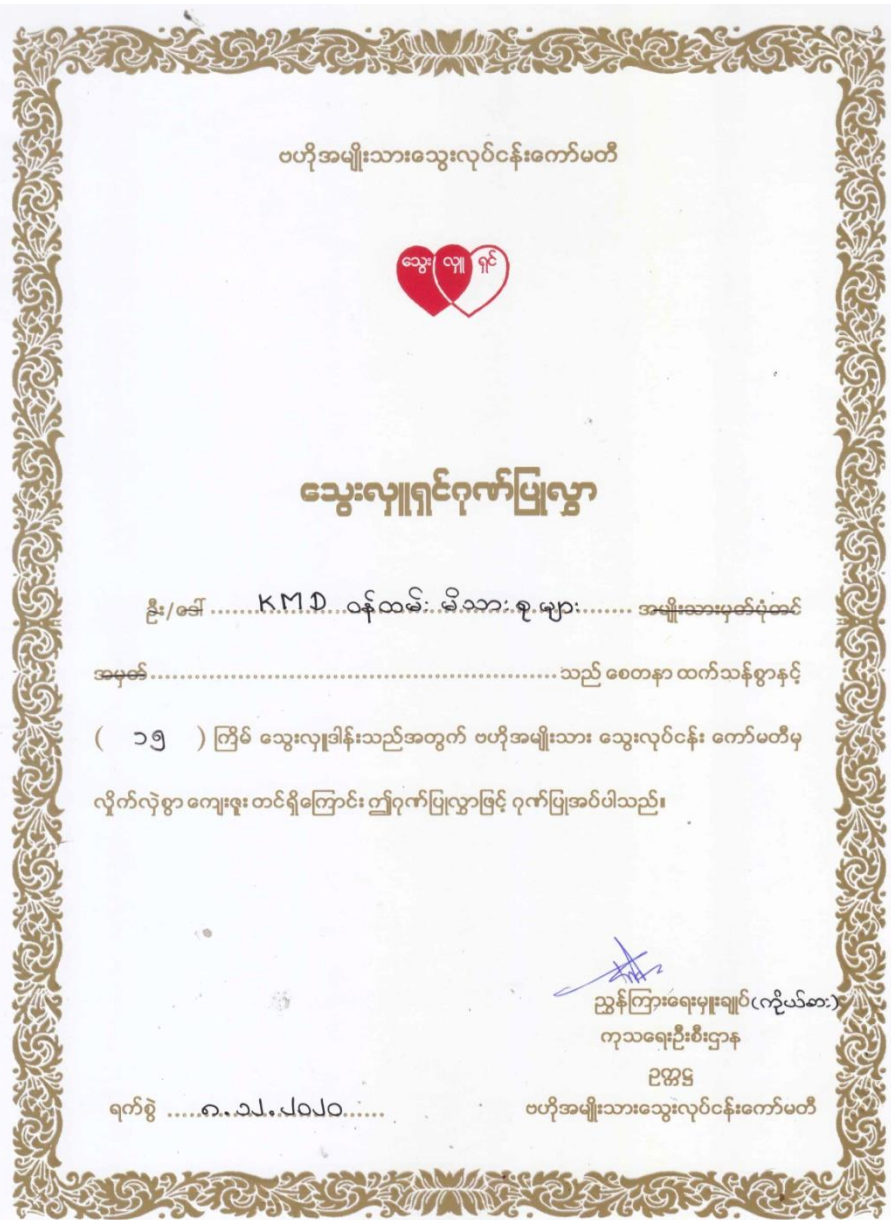 ဗဟိုအမျိုးသားသွေးလုပ်ငန်းကော်မတီ
သွေး လှူ ရှင်
သွေးလှူရှင်ဂုဏ်ပြုလွှာ
ဦး/ဒေါ် ........ KMD ဝန်ထမ်း မိသားစုများ ........ အမျိုးသားမှတ်ပုံတင်
အမှတ် ........................................ သည် စေတနာ ထက်သန်စွာနှင့်
( ၁၅ ) ကြိမ် သွေးလှူဒါန်းသည်အတွက် ဗဟိုအမျိုးသား သွေးလုပ်ငန်း ကော်မတီမှ
လှိုက်လှဲစွာ ကျေးဇူး တင်ရှိကြောင်း ဤဂုဏ်ပြုလွှာဖြင့် ဂုဏ်ပြုအပ်ပါသည်။
ညွှန်ကြားရေးမှူးချုပ်(ကိုယ်စား)
ကုသရေးဦးစီးဌာန
ဥက္ကဋ္ဌ
ရက်စွဲ ..... ၈.၁၂.၂၀၂၀ ..... ဗဟိုအမျိုးသားသွေးလုပ်ငန်းကော်မတီ